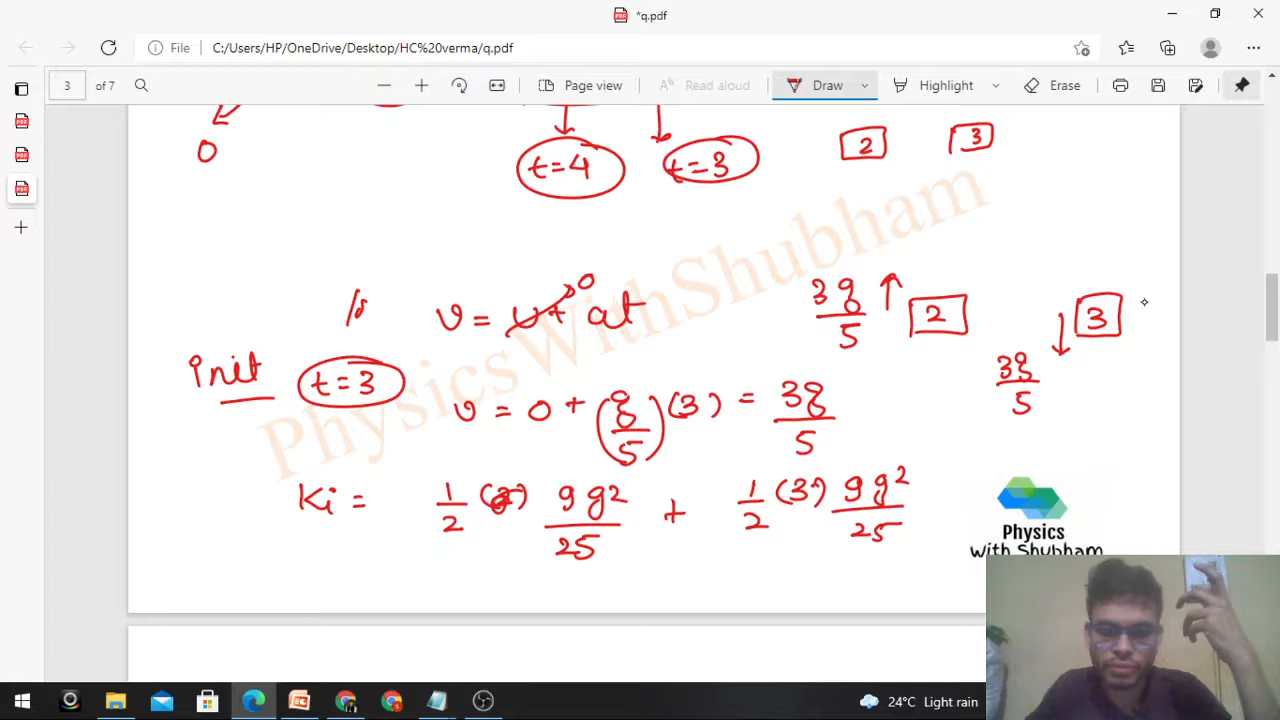 *q.pdf
File C:/Users/HP/OneDrive/Desktop/HC%20verma/q.pdf
3 of 7 Page view Read aloud Draw Highlight Erase
0
t=4 t=3 2 3
PhysicsWithShubham
v = u + at 0
3g/5 ↑ 2 ↓ 3 3g/5
init t=3
v = 0 + (g/5)(3) = 3g/5
Ki = 1/2 9g²/25 + 1/2 (3) 9g²/25
Physics
with Shubham
24°C Light rain